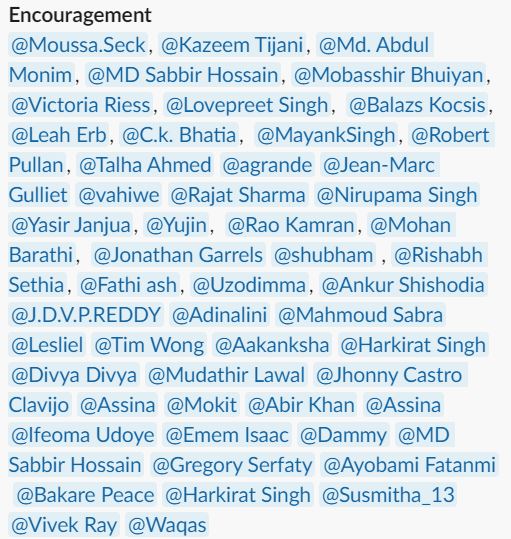 Encouragement
@Moussa.Seck, @Kazeem Tijani, @Md. Abdul
Monim, @MD Sabbir Hossain, @Mobasshir Bhuiyan,
@Victoria Riess, @Lovepreet Singh, @Balazs Kocsis,
@Leah Erb, @C.k. Bhatia, @MayankSingh, @Robert
Pullan, @Talha Ahmed @agrande @Jean-Marc
Gulliet @vahiwe @Rajat Sharma @Nirupama Singh
@Yasir Janjua, @Yujin, @Rao Kamran, @Mohan
Barathi, @Jonathan Garrels @shubham , @Rishabh
Sethia, @Fathi ash, @Uzodimma, @Ankur Shishodia
@J.D.V.P.REDDY @Adinalini @Mahmoud Sabra
@Lesliel @Tim Wong @Aakanksha @Harkirat Singh
@Divya Divya @Mudathir Lawal @Jhonny Castro
Clavijo @Assina @Mokit @Abir Khan @Assina
@Ifeoma Udoye @Emem Isaac @Dammy @MD
Sabbir Hossain @Gregory Serfaty @Ayobami Fatanmi
@Bakare Peace @Harkirat Singh @Susmitha_13
@Vivek Ray @Waqas